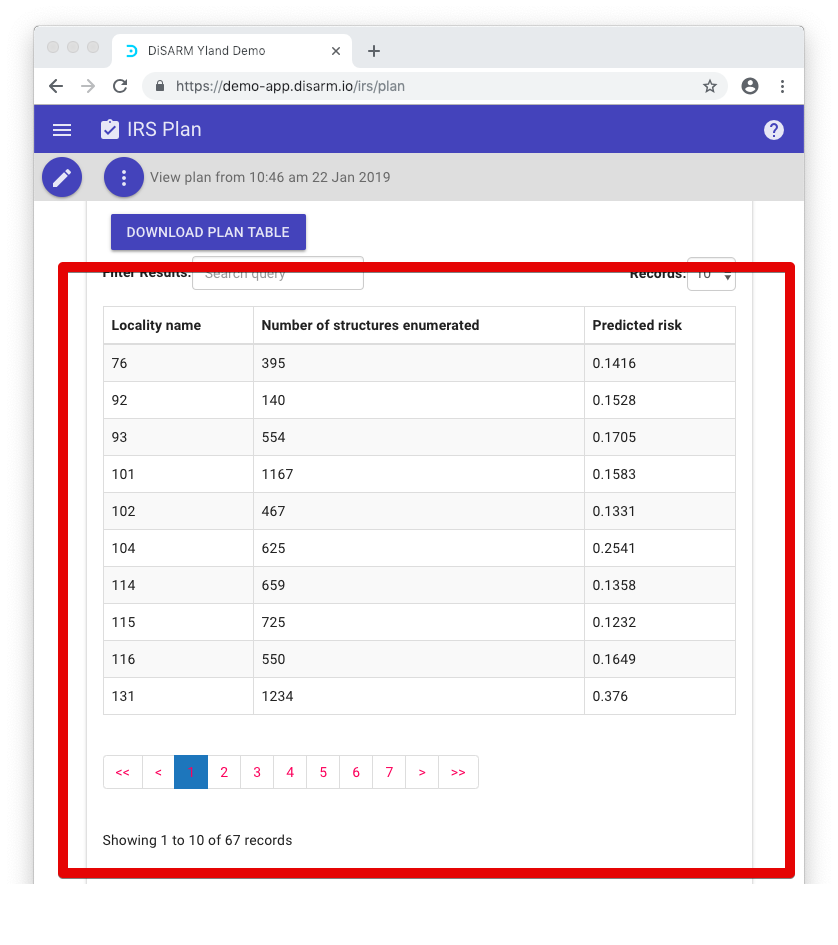 DiSARM Yland Demo
https://demo-app.disarm.io/irs/plan
IRS Plan
View plan from 10:46 am 22 Jan 2019
DOWNLOAD PLAN TABLE
Filter Results: Search query Records: 10
Locality name Number of structures enumerated Predicted risk
76 395 0.1416
92 140 0.1528
93 554 0.1705
101 1167 0.1583
102 467 0.1331
104 625 0.2541
114 659 0.1358
115 725 0.1232
116 550 0.1649
131 1234 0.376
<< < 1 2 3 4 5 6 7 > >>
Showing 1 to 10 of 67 records